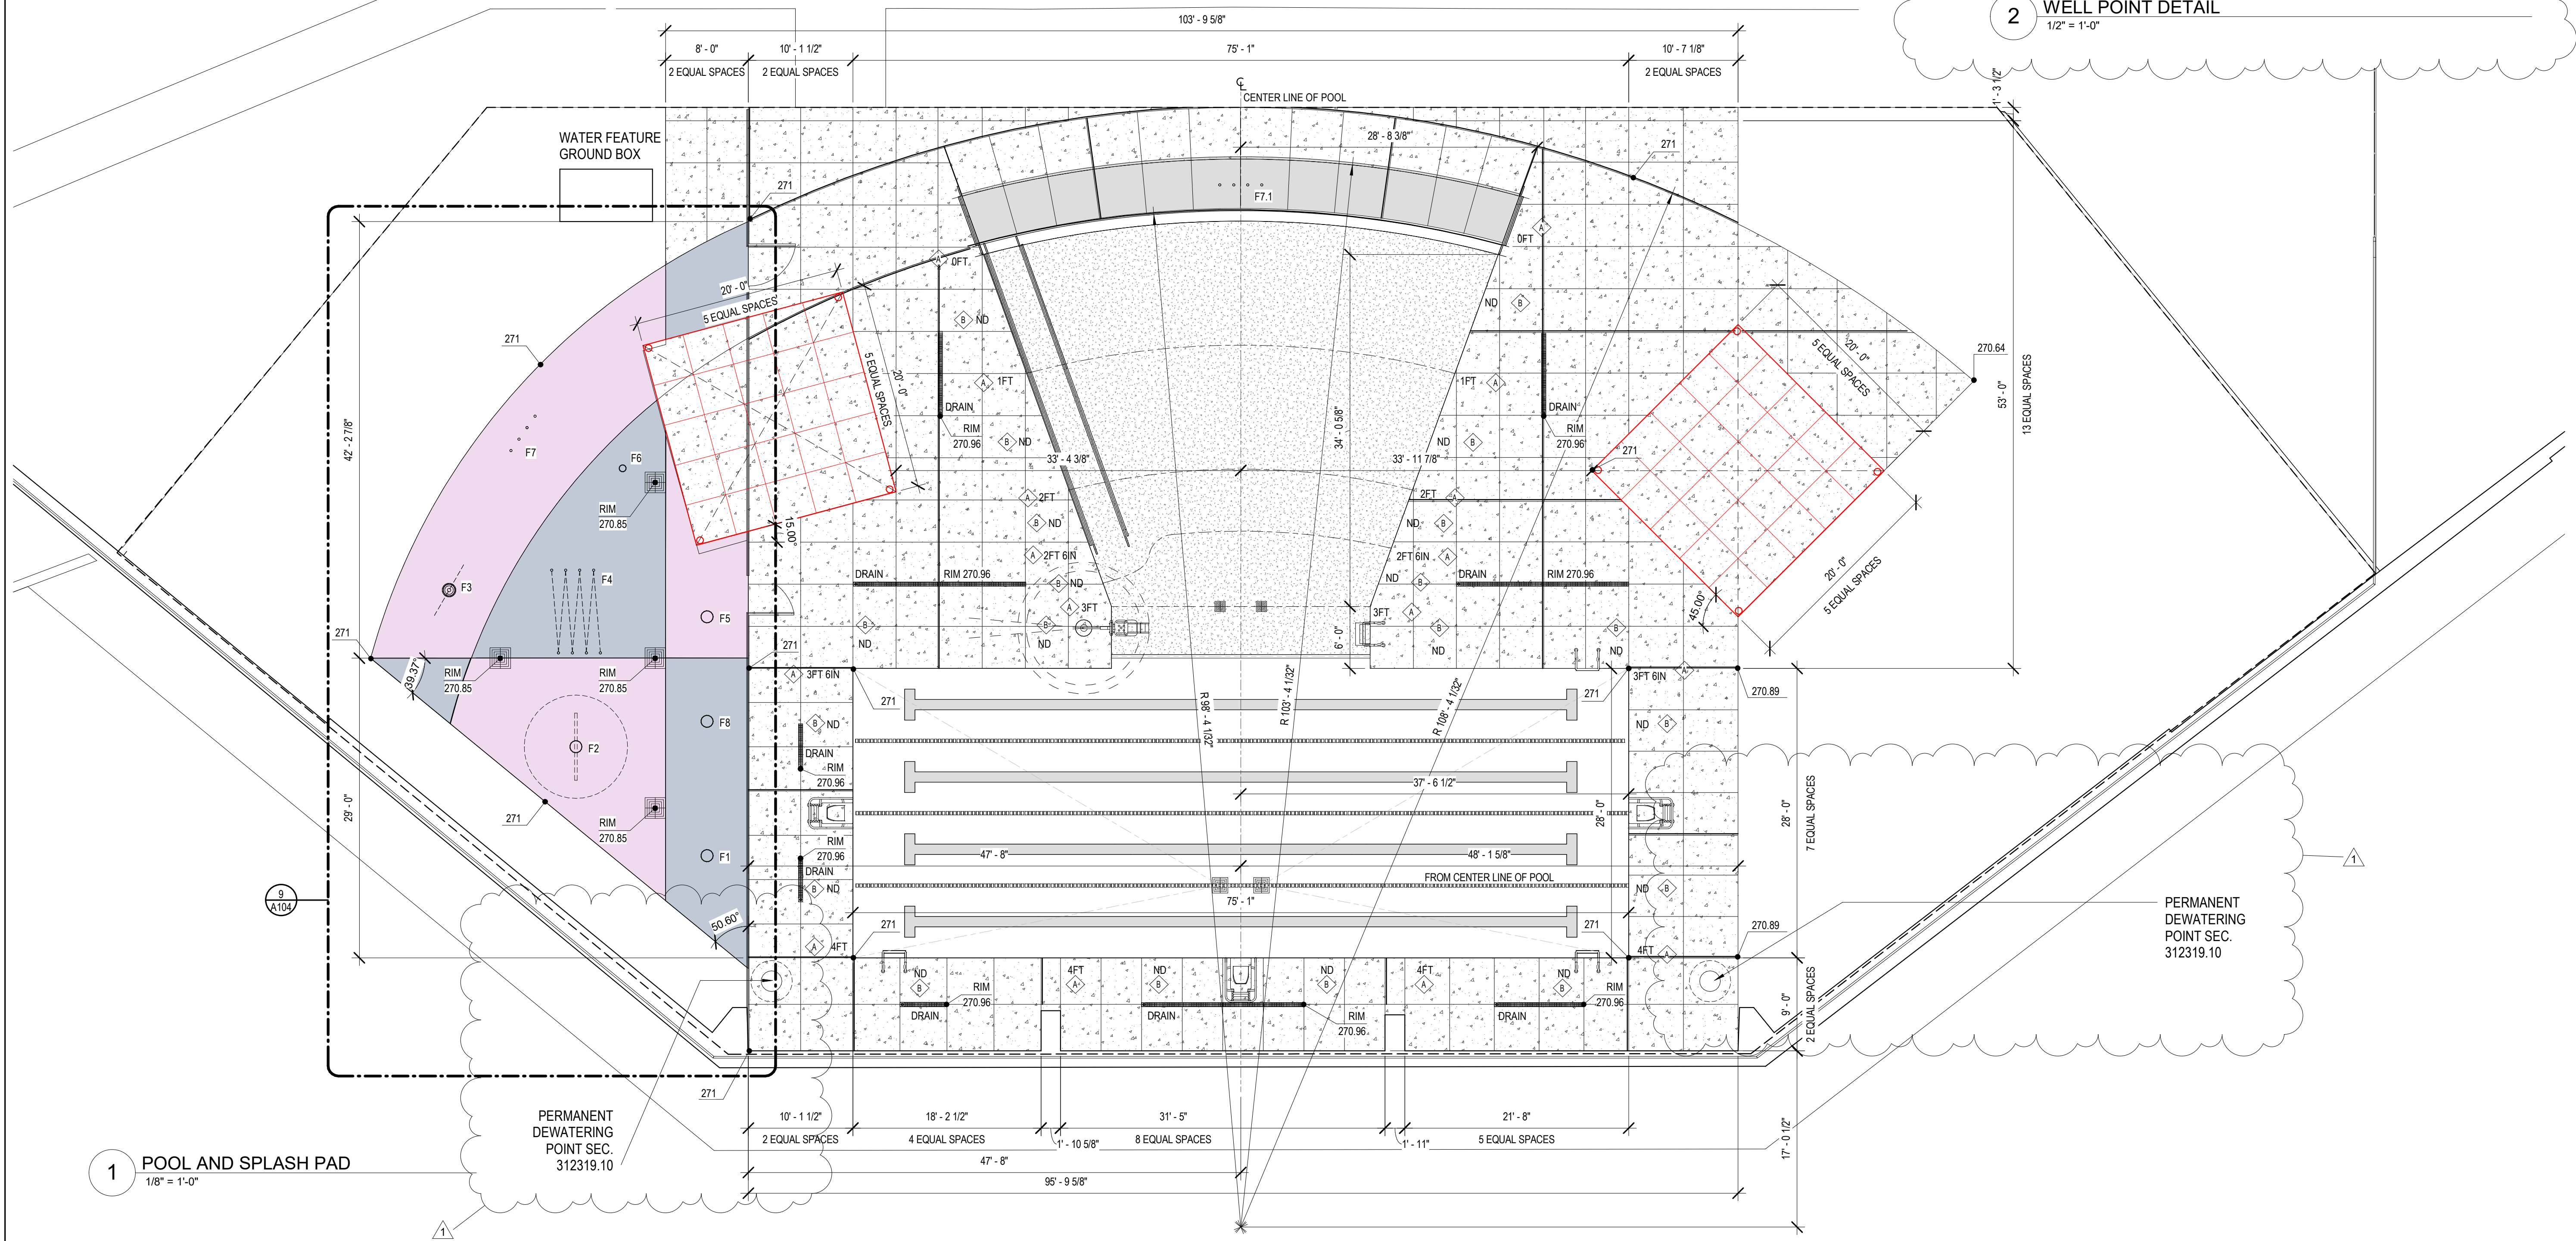 2
WELL POINT DETAIL
1/2" = 1'-0"
103' - 9 5/8"
8' - 0"
10' - 1 1/2"
75' - 1"
10' - 7 1/8"
2 EQUAL SPACES
2 EQUAL SPACES
2 EQUAL SPACES
1' - 3 1/2"
CENTER LINE OF POOL
WATER FEATURE
GROUND BOX
28' - 8 3/8"
271
271
F7.1
A
0FT
A
0FT
20' - 0"
5 EQUAL SPACES
5 EQUAL SPACES
20' - 0"
B
ND
ND
B
271
20' - 0"
5 EQUAL SPACES
270.64
53' - 0"
13 EQUAL SPACES
A
1FT
1FT
A
DRAIN
RIM
270.96
DRAIN
RIM
270.96
34' - 0 5/8"
42' - 2 7/8"
F7
F6
B
ND
ND
B
33' - 4 3/8"
33' - 11 7/8"
271
RIM
270.85
15.00°
A
2FT
2FT
A
B
ND
ND
B
A
2FT 6IN
2FT 6IN
A
F3
F4
F5
DRAIN
RIM 270.96
B
ND
ND
B
DRAIN
RIM 270.96
20' - 0"
5 EQUAL SPACES
45.00°
A
3FT
3FT
A
B
ND
B
ND
B
ND
B
ND
6' - 0"
271
39.37°
RIM
270.85
RIM
270.85
271
A
3FT 6IN
3FT 6IN
A
271
271
270.89
R 98' - 4 1/32"
R 103' - 4 1/32"
R 108' - 4 1/32"
F8
F2
B
ND
ND
B
DRAIN
RIM
270.96
37' - 6 1/2"
28' - 0"
28' - 0"
7 EQUAL SPACES
271
RIM
270.85
29' - 0"
F1
RIM
270.96
DRAIN
B
ND
47' - 8"
48' - 1 5/8"
FROM CENTER LINE OF POOL
75' - 1"
ND
B
9
A104
50.60°
A
4FT
271
271
4FT
A
270.89
1
PERMANENT
DEWATERING
POINT SEC.
312319.10
ND
B
4FT
A
ND
B
ND
B
4FT
A
ND
B
RIM
270.96
DRAIN
DRAIN
RIM
270.96
DRAIN
RIM
270.96
9' - 0"
2 EQUAL SPACES
271
PERMANENT
DEWATERING
POINT SEC.
312319.10
10' - 1 1/2"
18' - 2 1/2"
31' - 5"
21' - 8"
2 EQUAL SPACES
4 EQUAL SPACES
1' - 10 5/8"
8 EQUAL SPACES
1' - 11"
5 EQUAL SPACES
17' - 0 1/2"
47' - 8"
95' - 9 5/8"
1
POOL AND SPLASH PAD
1/8" = 1'-0"
1